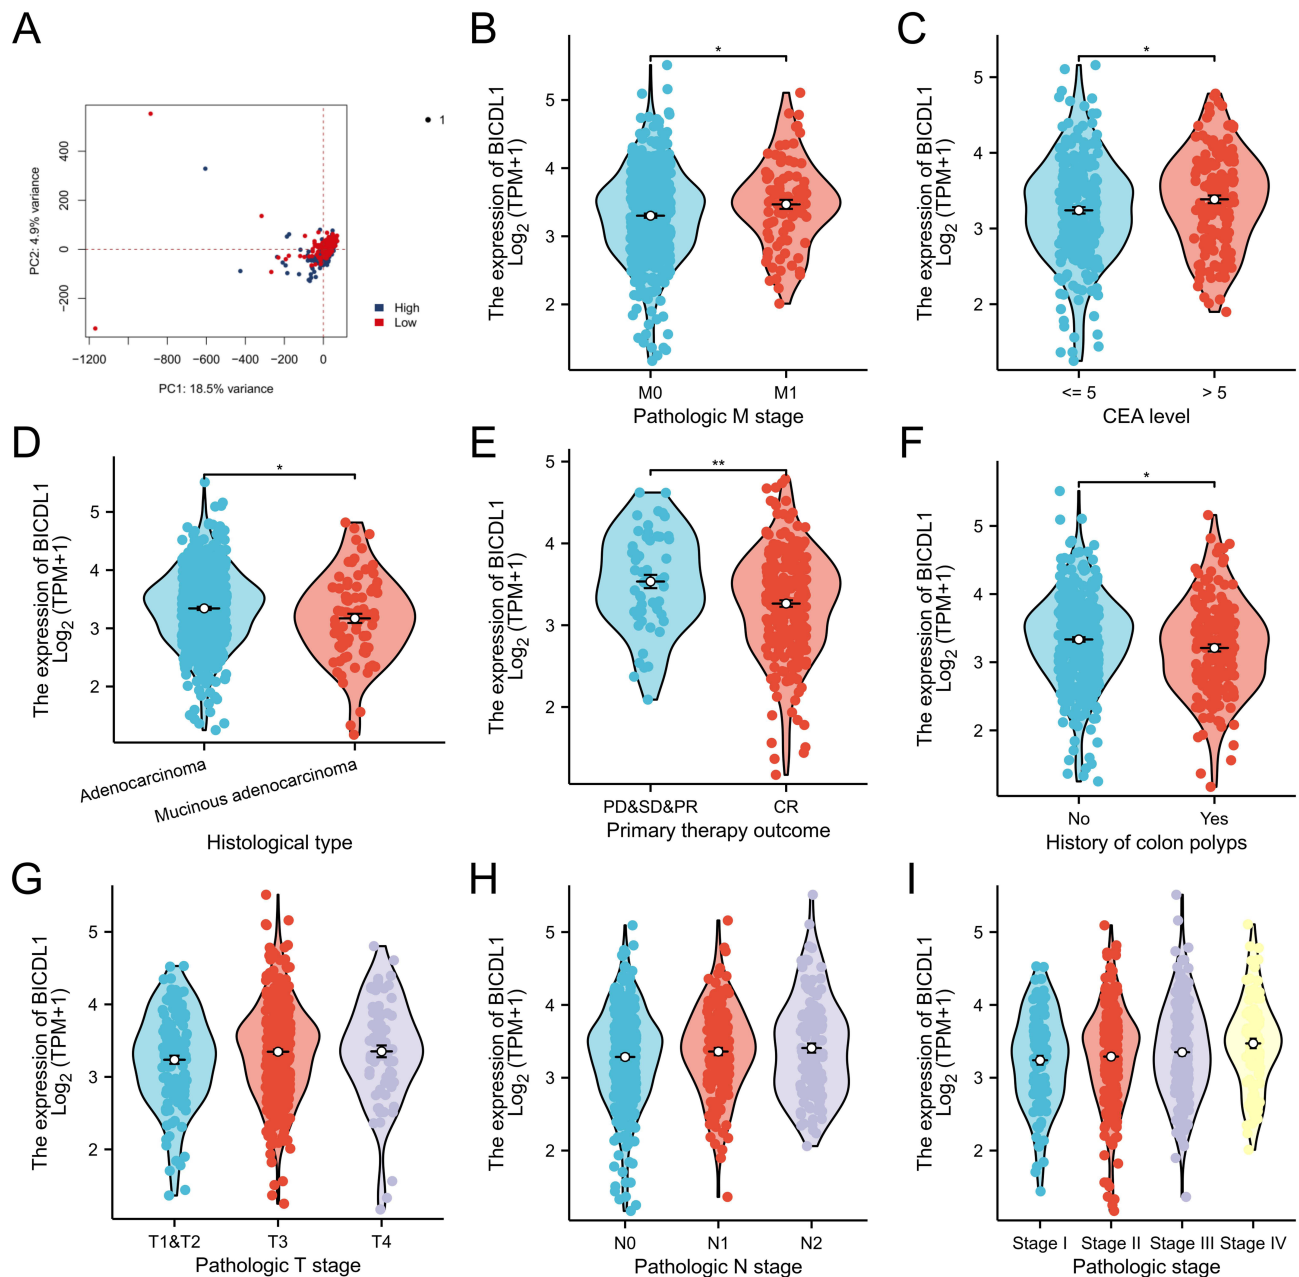 A
PC2: 4.9% variance
400
200
0
−200
−1200
−800
−600
−400
−200
0
PC1: 18.5% variance
1
High
Low
B
The expression of BICDL1
Log2 (TPM+1)
5
4
3
2
*
M0
M1
Pathologic M stage
C
The expression of BICDL1
Log2 (TPM+1)
5
4
3
2
*
<= 5
> 5
CEA level
D
The expression of BICDL1
Log2 (TPM+1)
5
4
3
2
*
Adenocarcinoma
Mucinous adenocarcinoma
Histological type
E
The expression of BICDL1
Log2 (TPM+1)
5
4
3
2
**
PD&SD&PR
CR
Primary therapy outcome
F
The expression of BICDL1
Log2 (TPM+1)
5
4
3
2
*
No
Yes
History of colon polyps
G
The expression of BICDL1
Log2 (TPM+1)
5
4
3
2
T1&T2
T3
T4
Pathologic T stage
H
The expression of BICDL1
Log2 (TPM+1)
5
4
3
2
N0
N1
N2
Pathologic N stage
I
The expression of BICDL1
Log2 (TPM+1)
5
4
3
2
Stage I
Stage II
Stage III
Stage IV
Pathologic stage